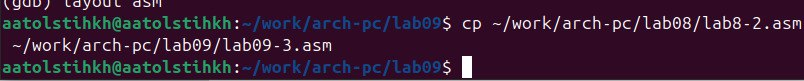 (gdb) layout asm
aatolstihkh@aatolstihkh:~/work/arch-pc/lab09$ cp ~/work/arch-pc/lab08/lab8-2.asm
 ~/work/arch-pc/lab09/lab09-3.asm
aatolstihkh@aatolstihkh:~/work/arch-pc/lab09$